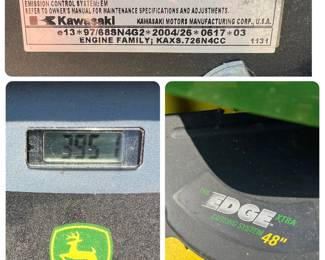 EMISSION CONTROL SYSTEM: EM
REFER TO OWNER'S MANUAL FOR MAINTENANCE SPECIFICATIONS AND ADJUSTMENTS.
Kawasaki KAWASAKI MOTORS MANUFACTURING CORP., U.S.A.
e13*97/68SN4G2*2004/26*0617*03
ENGINE FAMILY; KAXS.726N4CC 1131
395.1
THE EDGE XTRA
CUTTING SYSTEM 48"